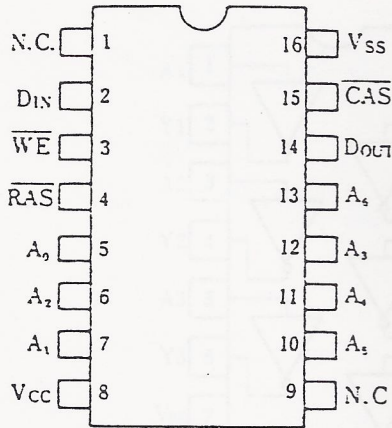 N.C. 1 16 VSS
DIN 2 15 CAS
WE 3 14 DOUT
RAS 4 13 A6
A0 5 12 A3
A2 6 11 A4
A1 7 10 A5
VCC 8 9 N.C